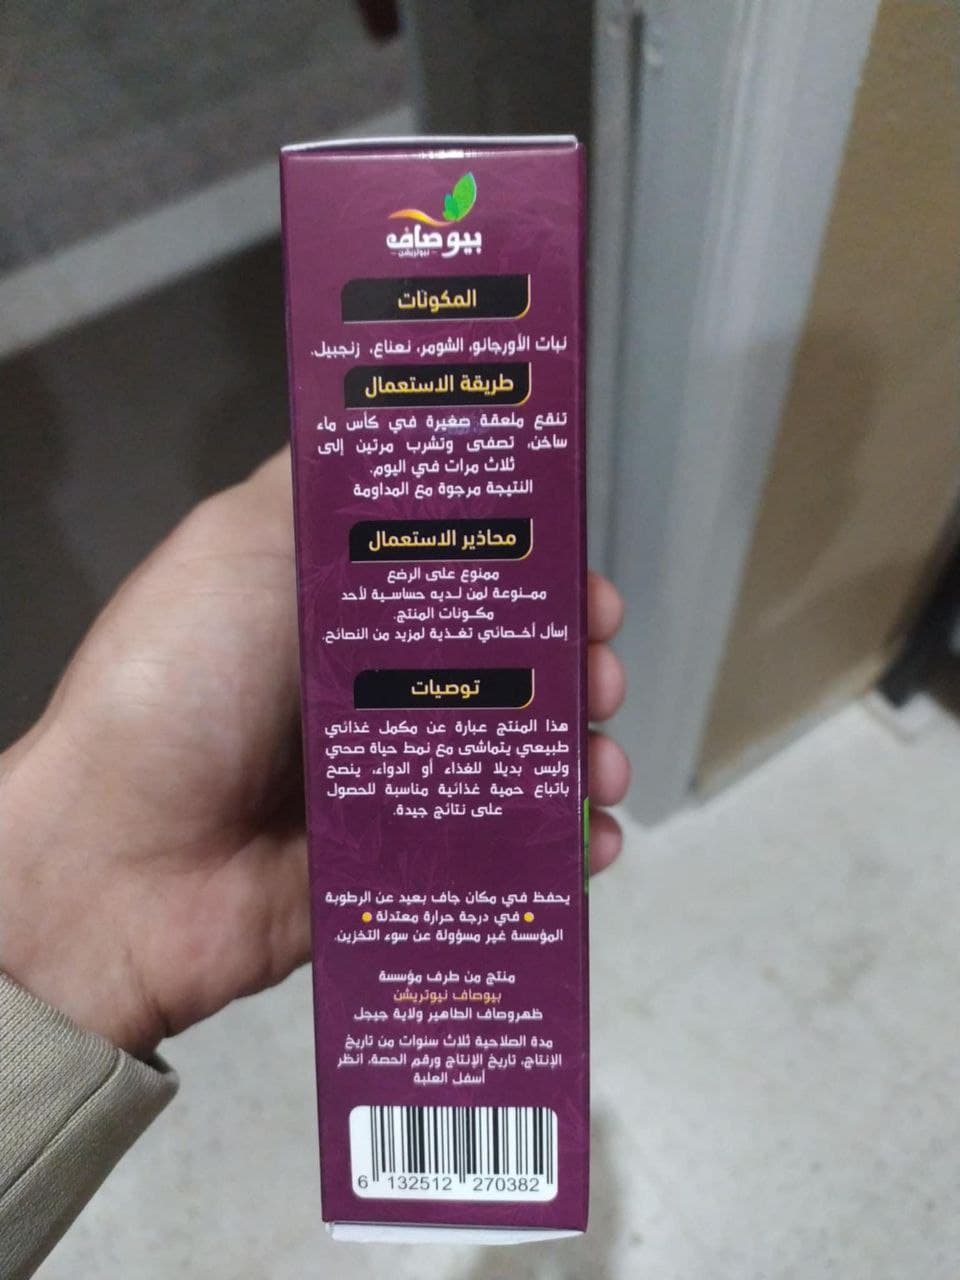 بيوصاف
نيوتريشن
المكونات
نبات الأورجانو، الشومر، نعناع، زنجبيل.
طريقة الاستعمال
تنقع ملعقة صغيرة في كأس ماء
ساخن، تصفى وتشرب مرتين إلى
ثلاث مرات في اليوم.
النتيجة مرجوة مع المداومة
محاذير الاستعمال
ممنوع على الرضع
ممنوعة لمن لديه حساسية لأحد
مكونات المنتج.
إسأل أخصائي تغذية لمزيد من النصائح.
توصيات
هذا المنتج عبارة عن مكمل غذائي
طبيعي يتماشى مع نمط حياة صحي
وليس بديلا للغذاء أو الدواء، ينصح
باتباع حمية غذائية مناسبة للحصول
على نتائج جيدة.
يحفظ في مكان جاف بعيد عن الرطوبة
• في درجة حرارة معتدلة •
المؤسسة غير مسؤولة عن سوء التخزين.
منتج من طرف مؤسسة
بيوصاف نيوتريشن
ظهروصاف الطاهير ولاية جيجل
مدة الصلاحية ثلاث سنوات من تاريخ
الإنتاج، تاريخ الإنتاج ورقم الحصة، انظر
أسفل العلبة
6 132512 270382